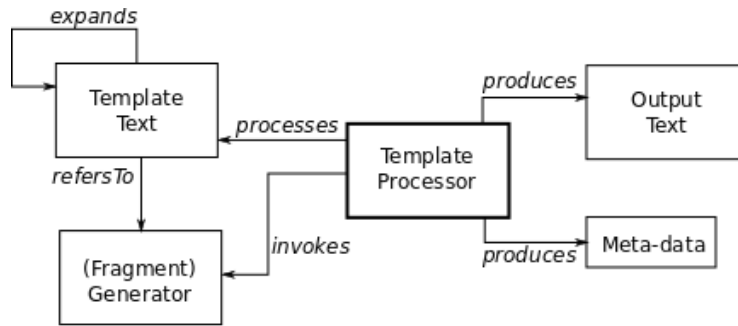 expands
Template
Text
processes
refersTo
(Fragment)
Generator
invokes
Template
Processor
produces
Output
Text
produces
Meta-data